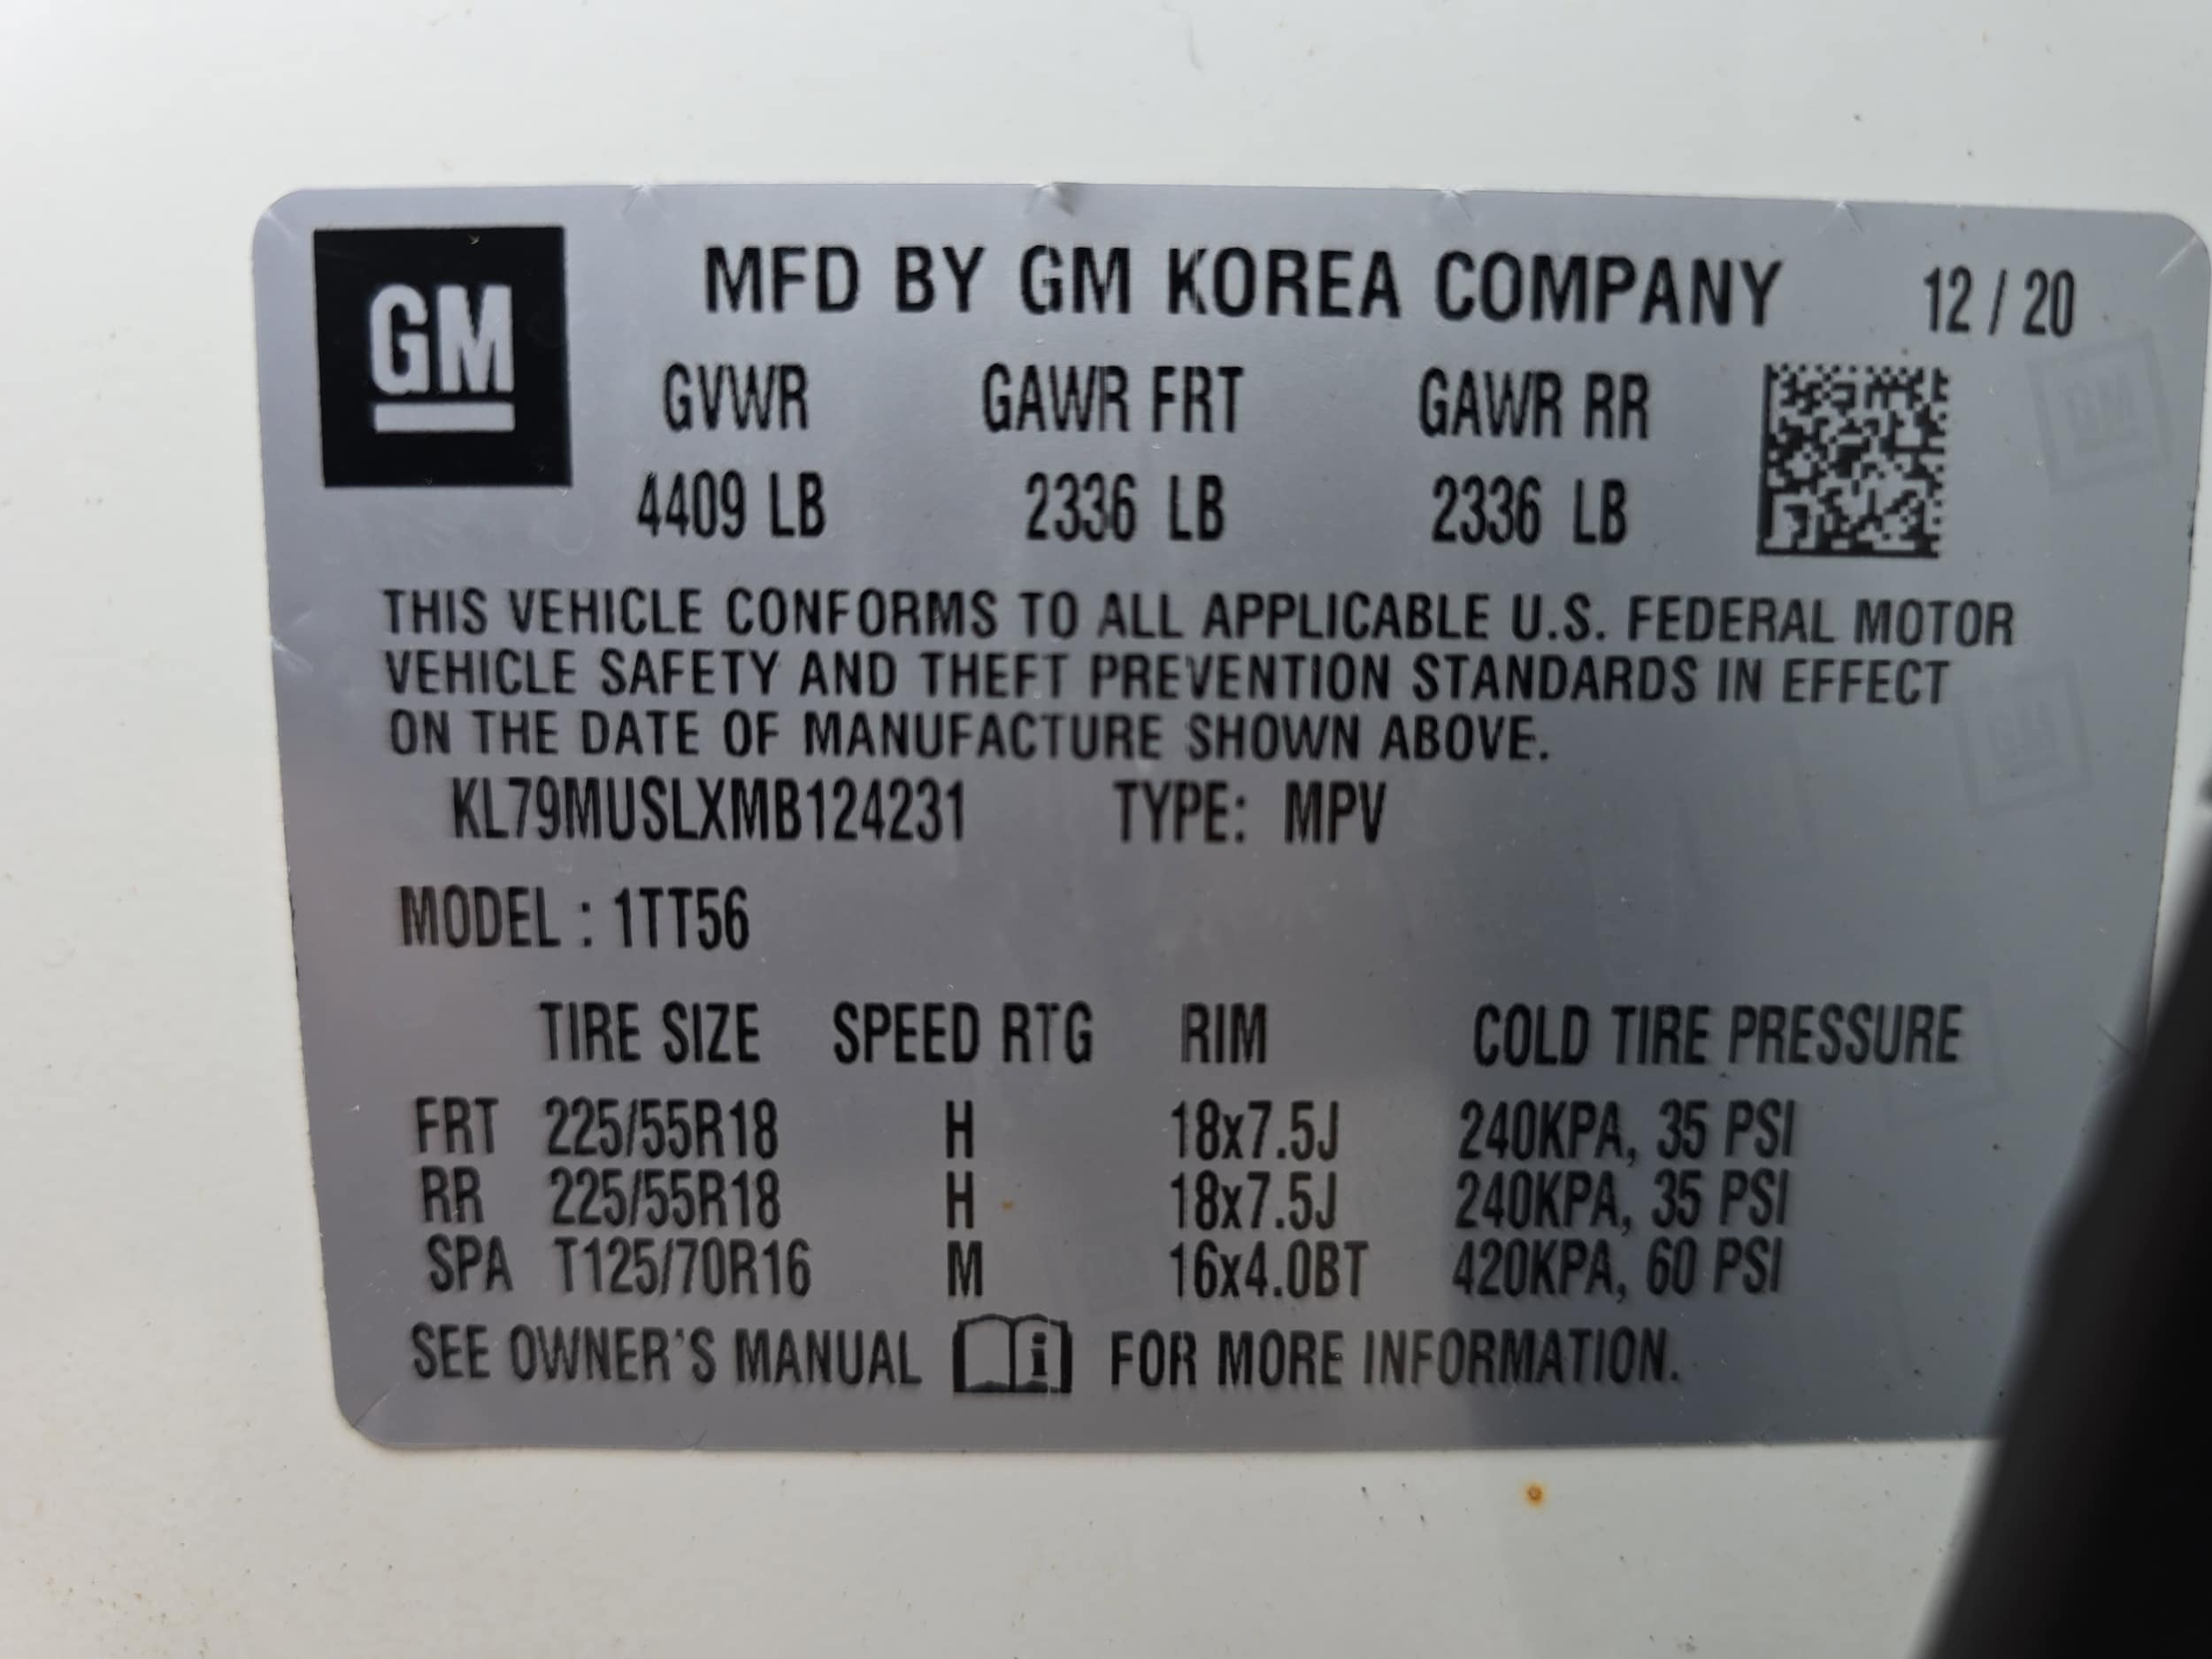 GM
MFD BY GM KOREA COMPANY 12 / 20
GVWR GAWR FRT GAWR RR
4409 LB 2336 LB 2336 LB
THIS VEHICLE CONFORMS TO ALL APPLICABLE U.S. FEDERAL MOTOR
VEHICLE SAFETY AND THEFT PREVENTION STANDARDS IN EFFECT
ON THE DATE OF MANUFACTURE SHOWN ABOVE.
KL79MUSLXMB124231 TYPE: MPV
MODEL : 1TT56
TIRE SIZE SPEED RTG RIM COLD TIRE PRESSURE
FRT 225/55R18 H 18x7.5J 240KPA, 35 PSI
RR 225/55R18 H 18x7.5J 240KPA, 35 PSI
SPA T125/70R16 M 16x4.0BT 420KPA, 60 PSI
SEE OWNER'S MANUAL i FOR MORE INFORMATION.